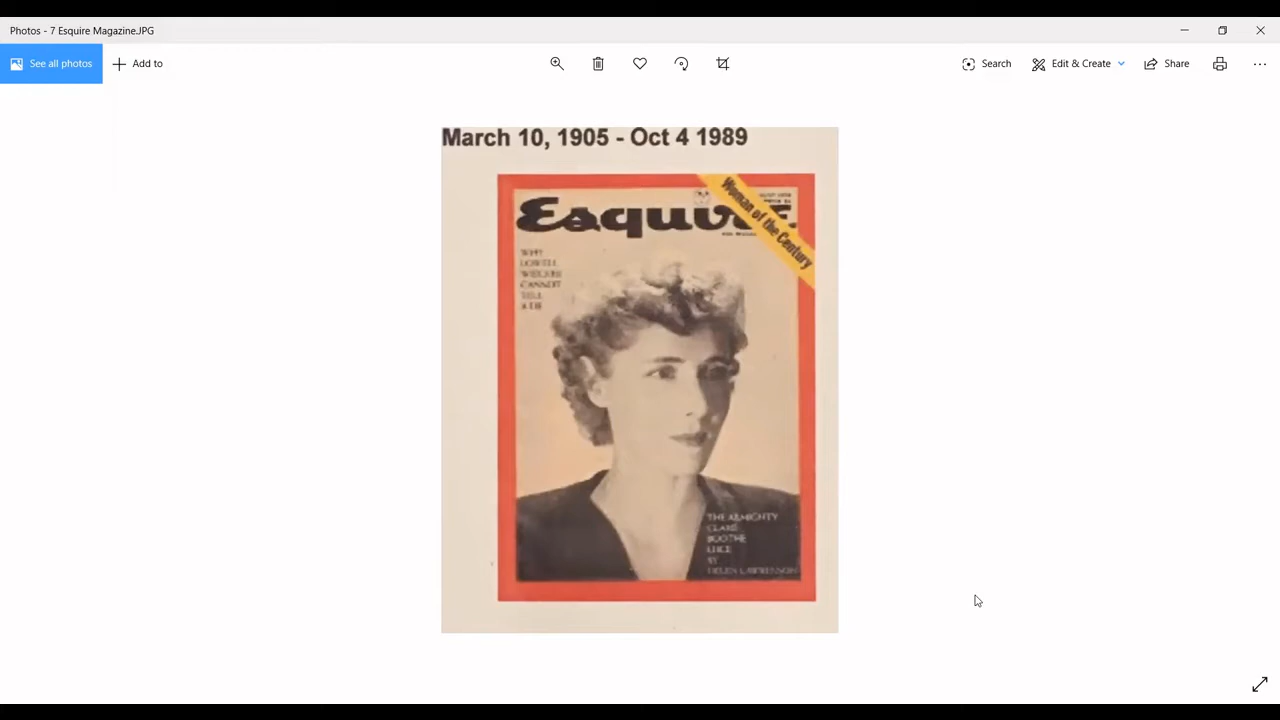 Photos - 7 Esquire Magazine.JPG
See all photos
Add to
Search
Edit & Create
Share
March 10, 1905 - Oct 4 1989
Esquire
Woman of the Century
WHY
LOWELL
WEICKER
CANNOT
TELL
A LIE
THE ALMIGHTY
CLARE
BOOTHE
LUCE
BY
HELEN LAWRENSON